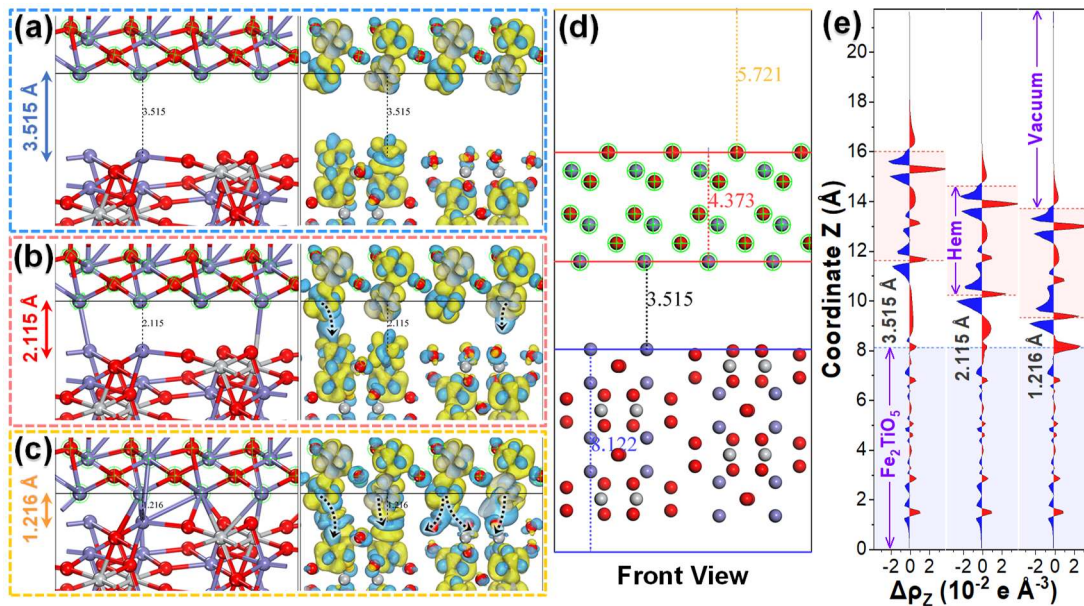 (a)
3.515 Å
3.515
3.515
(b)
2.115 Å
2.115
2.115
(c)
1.216 Å
1.216
1.216
(d)
5.721
4.373
3.515
8.122
Front View
(e)
Coordinate Z (Å)
20
18
16
14
12
10
8
6
4
2
0
Vacuum
Hem
3.515 Å
2.115 Å
1.216 Å
Fe₂TiO₅
-2 0 2 -2 0 2 -2 0 2
Δρ_Z (10⁻² e Å⁻³)